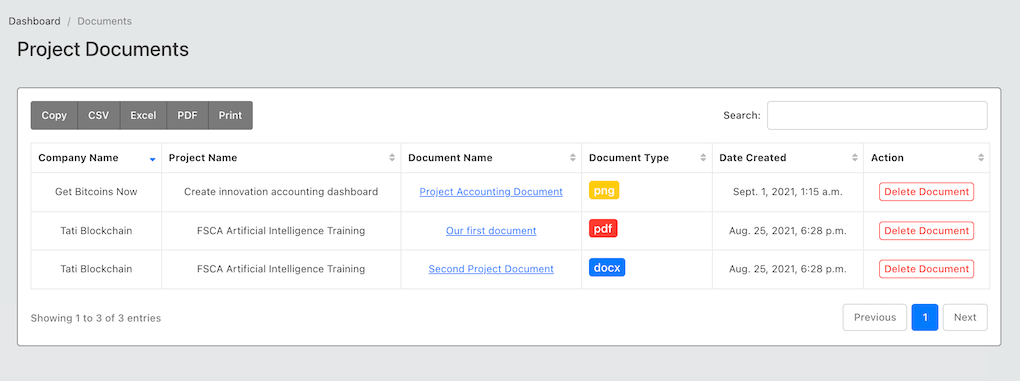 Dashboard / Documents
Project Documents
Copy CSV Excel PDF Print Search:
Company Name Project Name Document Name Document Type Date Created Action
Get Bitcoins Now Create innovation accounting dashboard Project Accounting Document png Sept. 1, 2021, 1:15 a.m. Delete Document
Tati Blockchain FSCA Artificial Intelligence Training Our first document pdf Aug. 25, 2021, 6:28 p.m. Delete Document
Tati Blockchain FSCA Artificial Intelligence Training Second Project Document docx Aug. 25, 2021, 6:28 p.m. Delete Document
Showing 1 to 3 of 3 entries Previous 1 Next